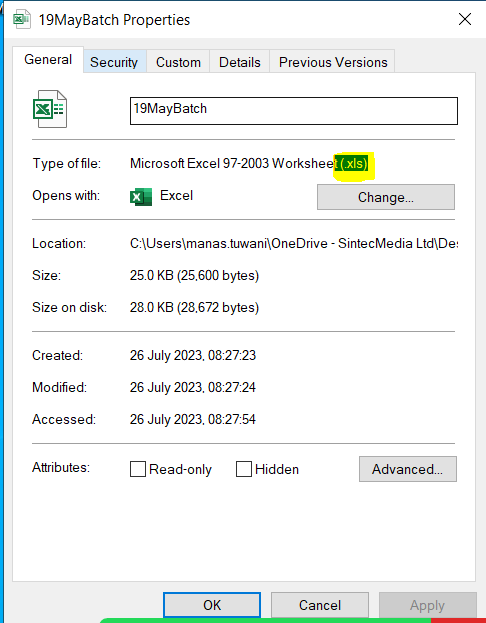 19MayBatch Properties
General Security Custom Details Previous Versions
19MayBatch
Type of file: Microsoft Excel 97-2003 Worksheet (.xls)
Opens with: Excel Change...
Location: C:\Users\manas.tuwani\OneDrive - SintecMedia Ltd\Des
Size: 25.0 KB (25,600 bytes)
Size on disk: 28.0 KB (28,672 bytes)
Created: 26 July 2023, 08:27:23
Modified: 26 July 2023, 08:27:24
Accessed: 26 July 2023, 08:27:54
Attributes: Read-only Hidden Advanced...
OK Cancel Apply